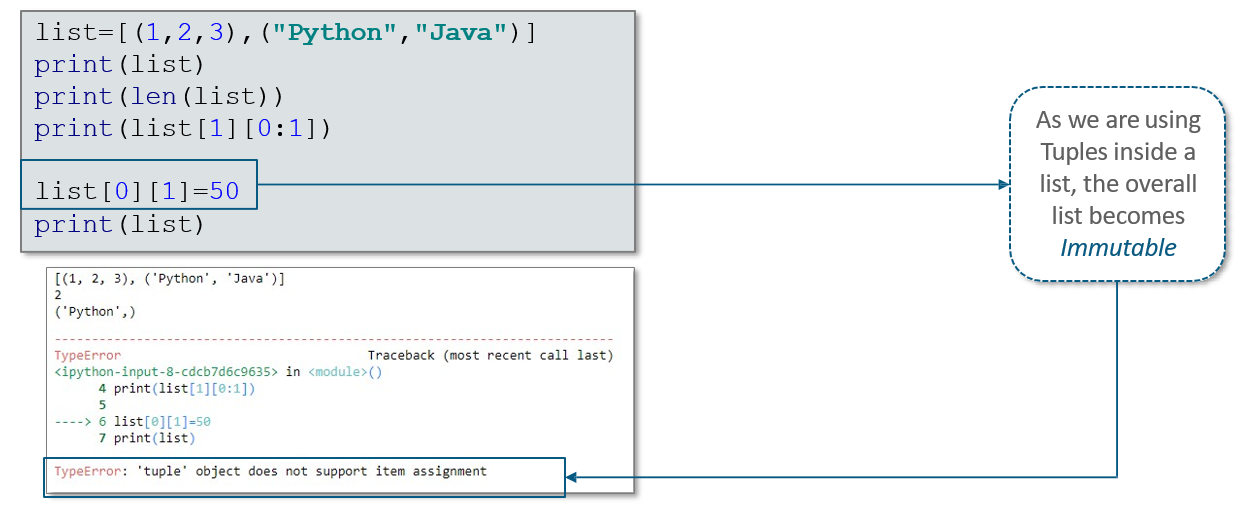 list=[(1,2,3),("Python","Java")]
print(list)
print(len(list))
print(list[1][0:1])
list[0][1]=50
print(list)
As we are using
Tuples inside a
list, the overall
list becomes
Immutable
[(1, 2, 3), ('Python', 'Java')]
2
('Python',)
---------------------------------------------------------------------------
TypeError                                 Traceback (most recent call last)
<ipython-input-8-cdcb7d6c9635> in <module>()
      4 print(list[1][0:1])
      5
----> 6 list[0][1]=50
      7 print(list)
TypeError: 'tuple' object does not support item assignment